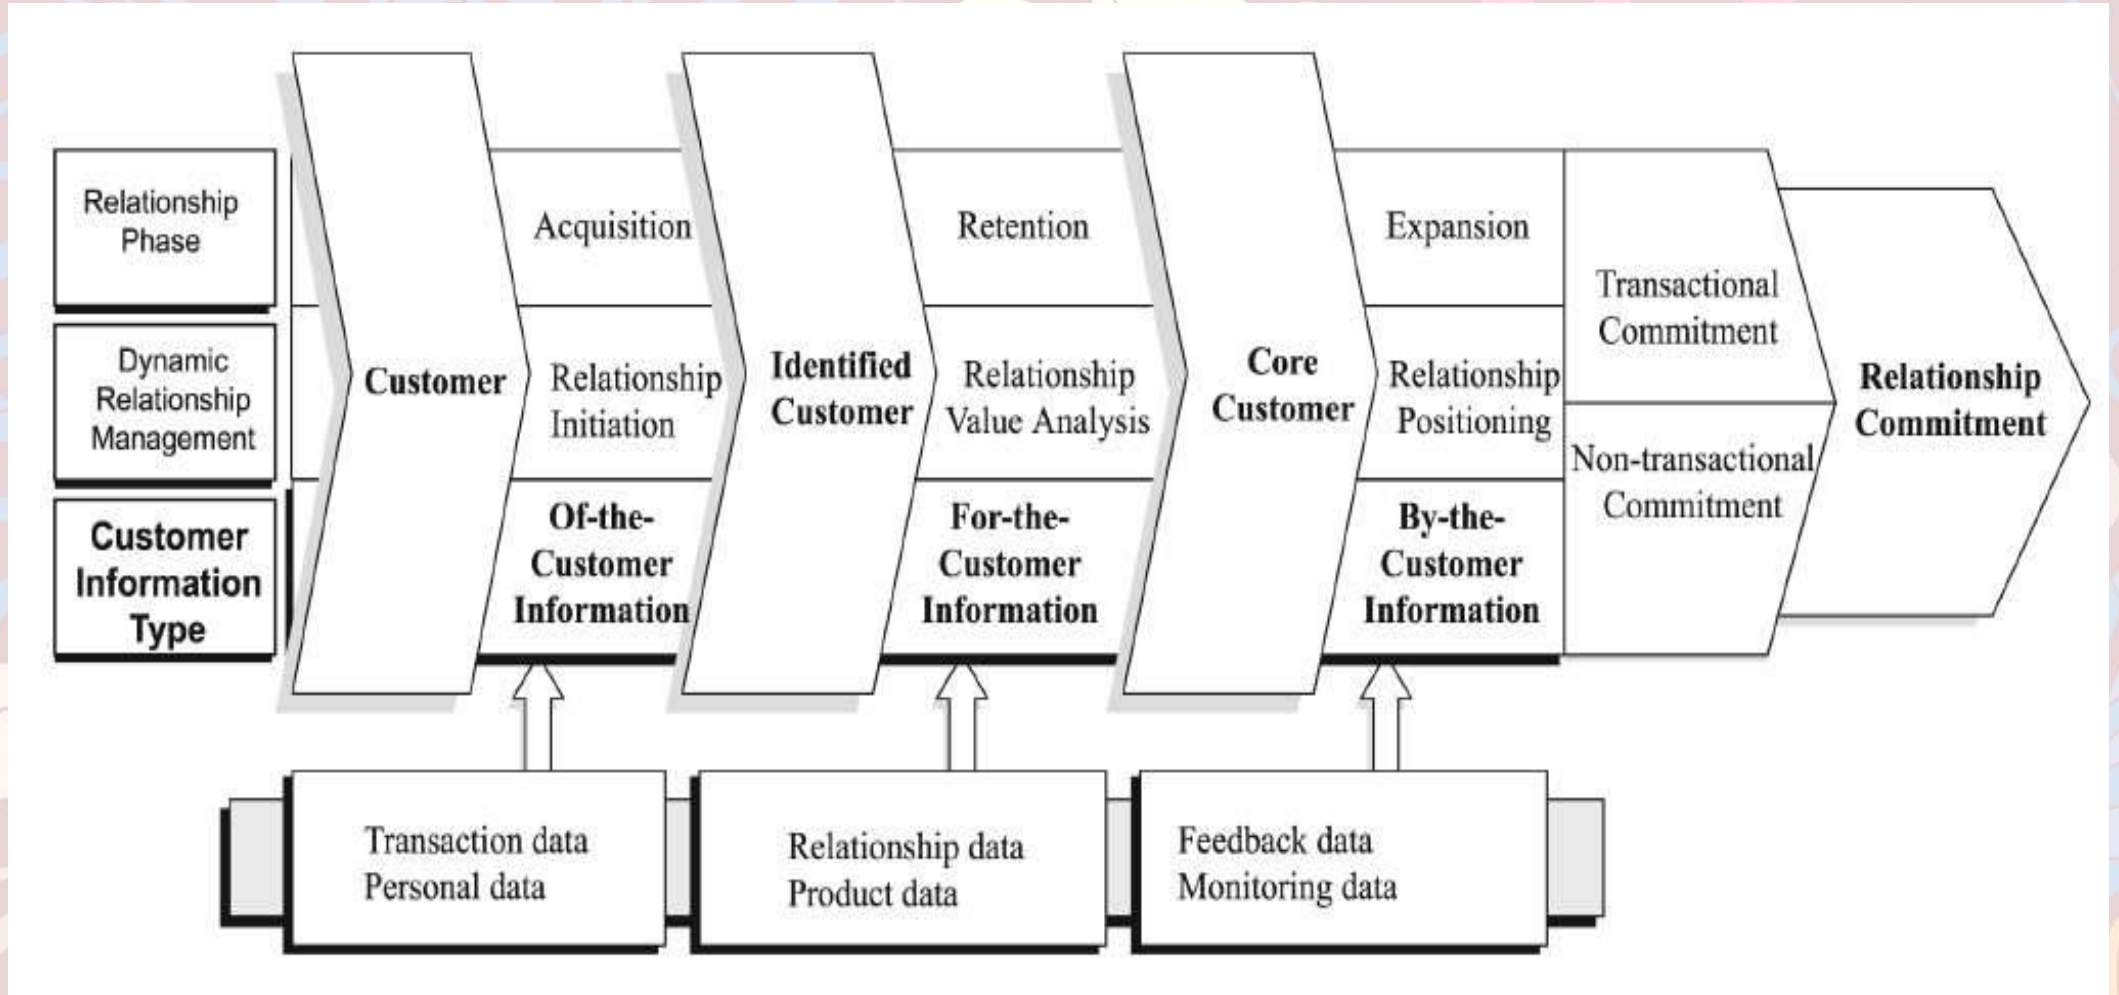 Relationship
Phase
Acquisition
Retention
Expansion
Dynamic
Relationship
Management
Customer
Relationship
Initiation
Identified
Customer
Relationship
Value Analysis
Core
Customer
Relationship
Positioning
Transactional
Commitment
Non-transactional
Commitment
Relationship
Commitment
Customer
Information
Type
Of-the-
Customer
Information
For-the-
Customer
Information
By-the-
Customer
Information
Transaction data
Personal data
Relationship data
Product data
Feedback data
Monitoring data